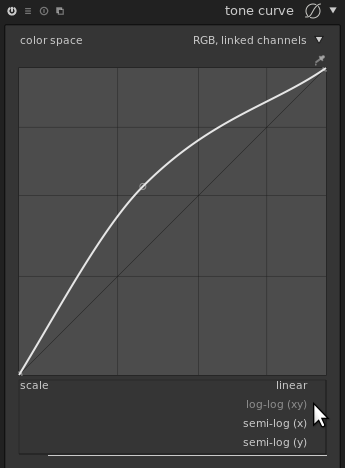 tone curve
color space RGB, linked channels
scale linear
log-log (xy)
semi-log (x)
semi-log (y)